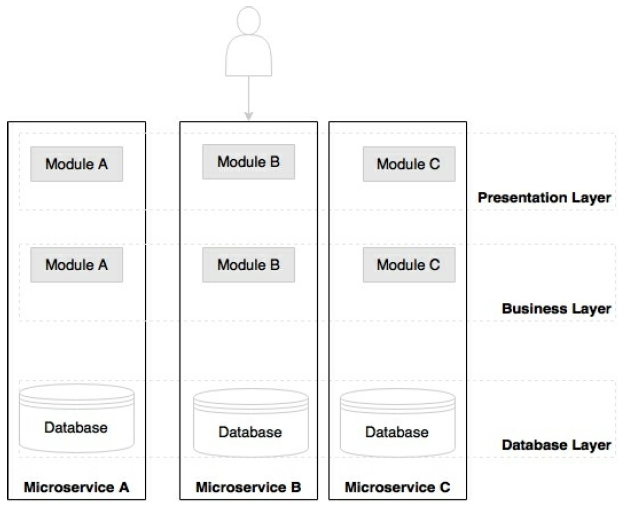 Module A
Module B
Module C
Presentation Layer
Module A
Module B
Module C
Business Layer
Database
Database
Database
Database Layer
Microservice A
Microservice B
Microservice C